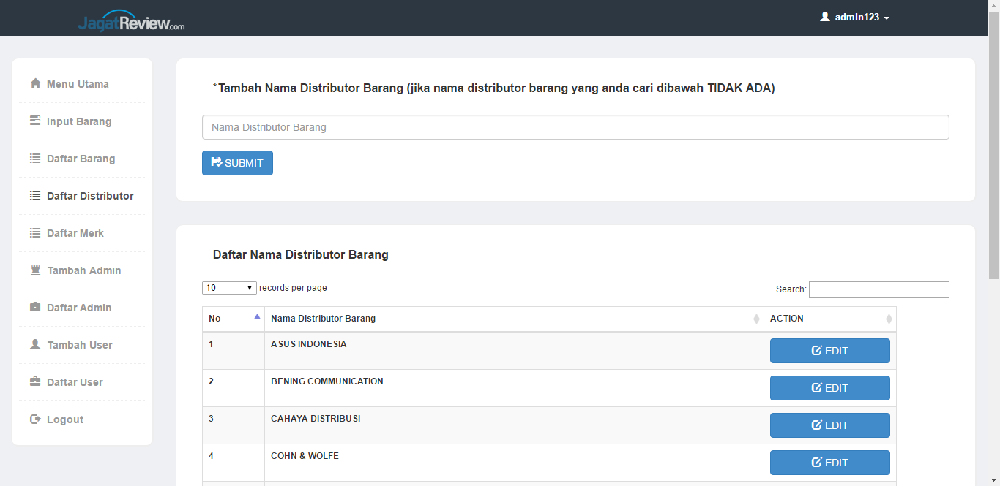 JagatReview.com
admin123
Menu Utama
Input Barang
Daftar Barang
Daftar Distributor
Daftar Merk
Tambah Admin
Daftar Admin
Tambah User
Daftar User
Logout
*Tambah Nama Distributor Barang (jika nama distributor barang yang anda cari dibawah TIDAK ADA)
Nama Distributor Barang
SUBMIT
Daftar Nama Distributor Barang
10 records per page
Search:
No Nama Distributor Barang ACTION
1 ASUS INDONESIA EDIT
2 BENING COMMUNICATION EDIT
3 CAHAYA DISTRIBUSI EDIT
4 COHN & WOLFE EDIT